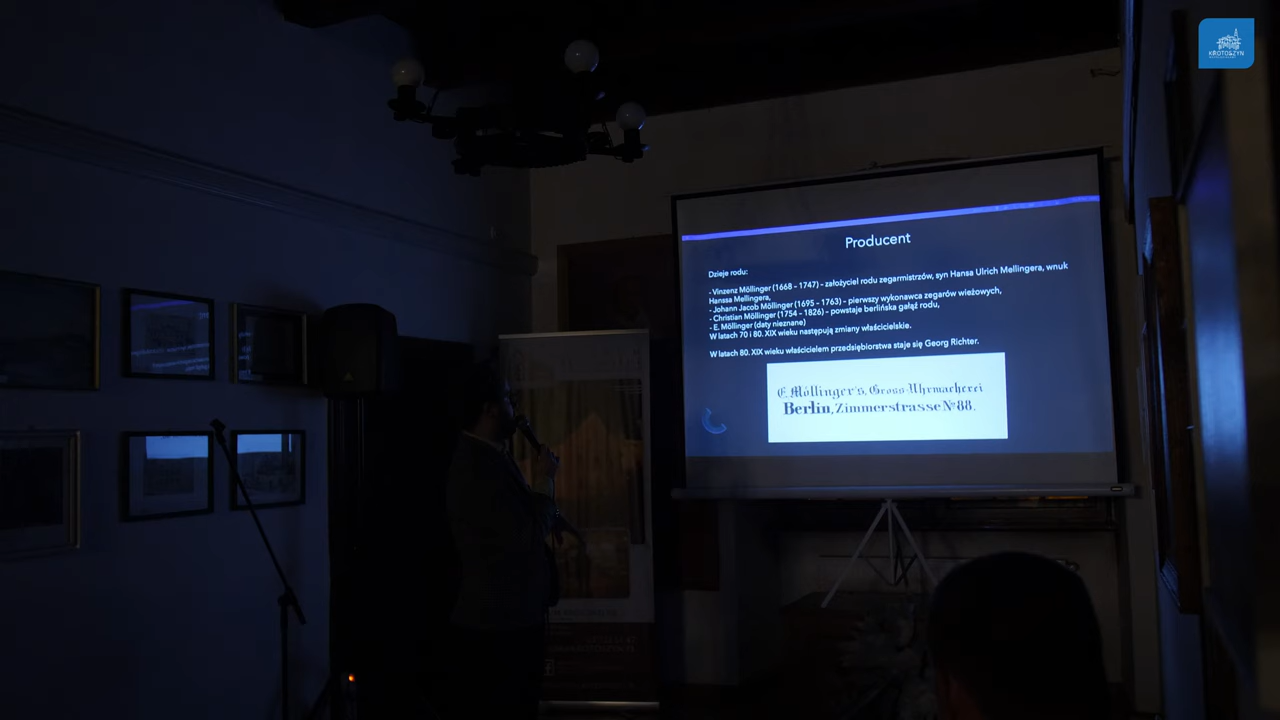 KROTOSZYN
Producent
Dzieje rodu:
- Vinzenz Möllinger (1668 - 1747) - założyciel rodu zegarmistrzów, syn Hansa Ulrich Mellingera, wnuk
Hanssa Mellingera,
- Johann Jacob Möllinger (1695 - 1763) - pierwszy wykonawca zegarów wieżowych,
- Christian Möllinger (1754 - 1826) - powstaje berlińska gałąź rodu,
- E. Möllinger (daty nieznane)
W latach 70 i 80. XIX wieku następują zmiany właścicielskie.
W latach 80. XIX wieku właścicielem przedsiębiorstwa staje się Georg Richter.
E. Möllinger's, Gross-Uhrmacherei
Berlin, Zimmerstrasse № 88.